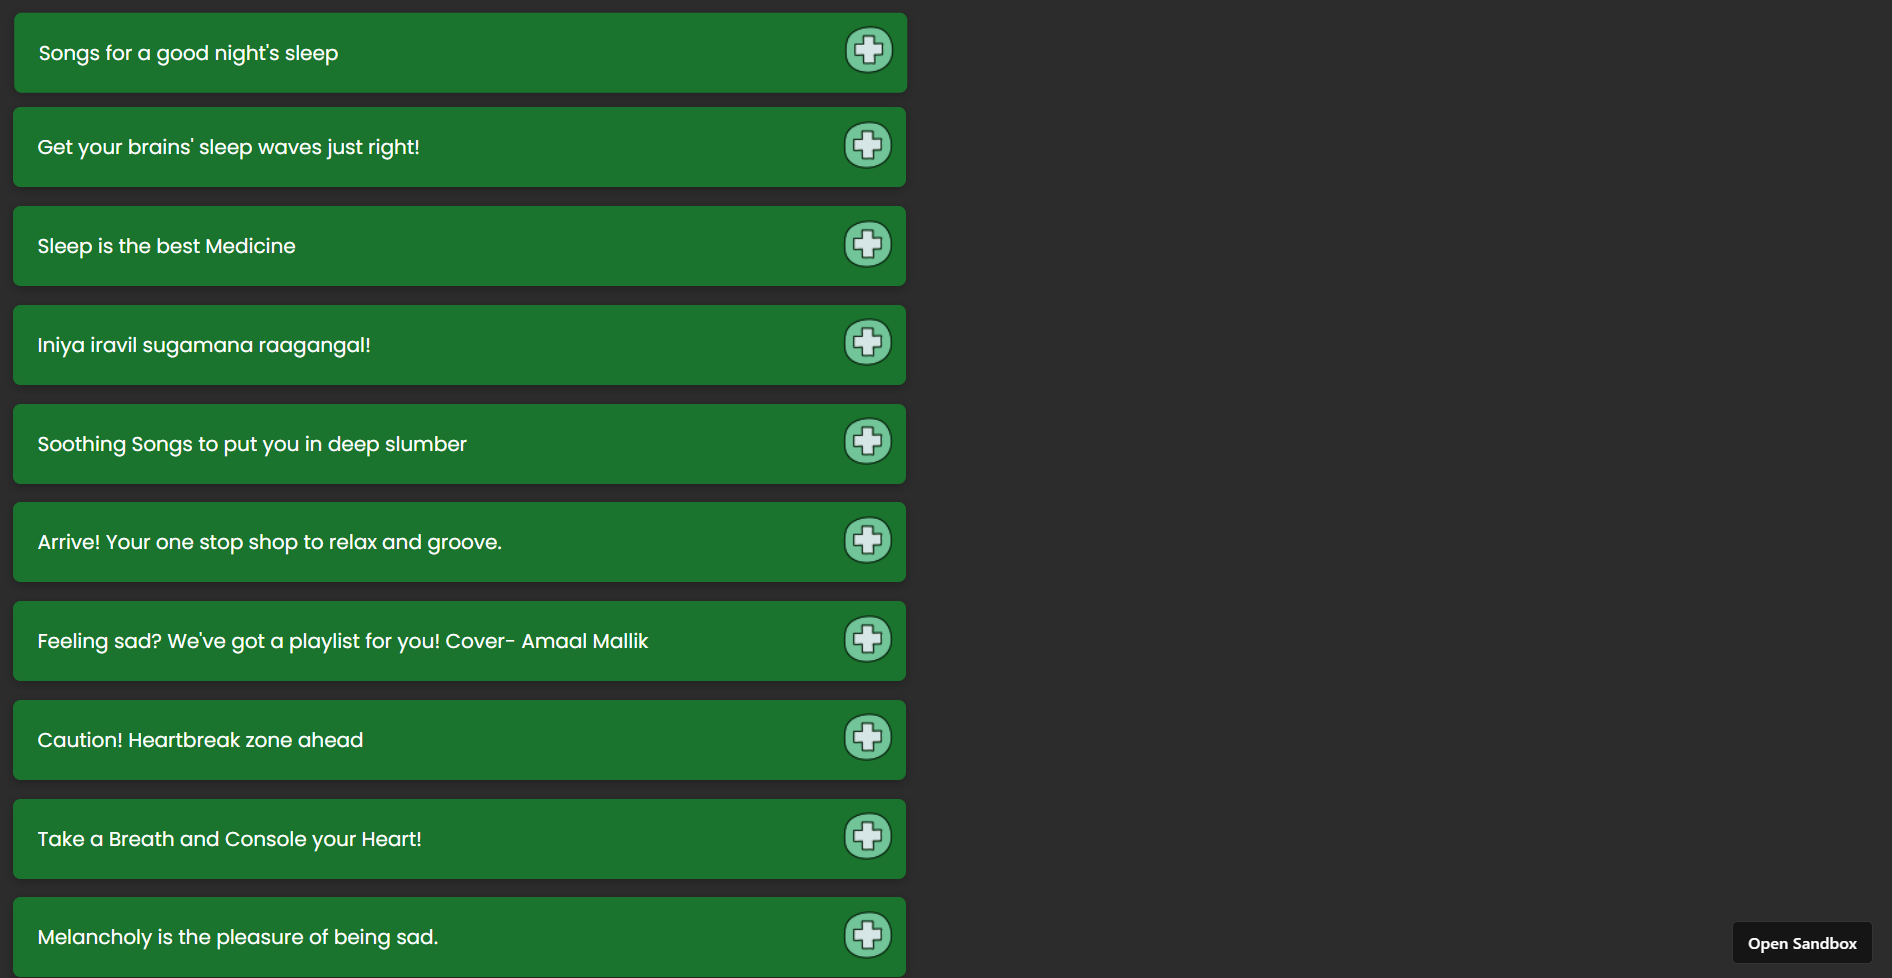 Songs for a good night's sleep
Get your brains' sleep waves just right!
Sleep is the best Medicine
Iniya iravil sugamana raagangal!
Soothing Songs to put you in deep slumber
Arrive! Your one stop shop to relax and groove.
Feeling sad? We've got a playlist for you! Cover- Amaal Mallik
Caution! Heartbreak zone ahead
Take a Breath and Console your Heart!
Melancholy is the pleasure of being sad.
Open Sandbox